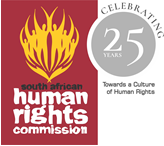 CELEBRATING
25
YEARS
south african
human
rights
commission
Towards a Culture
of Human Rights